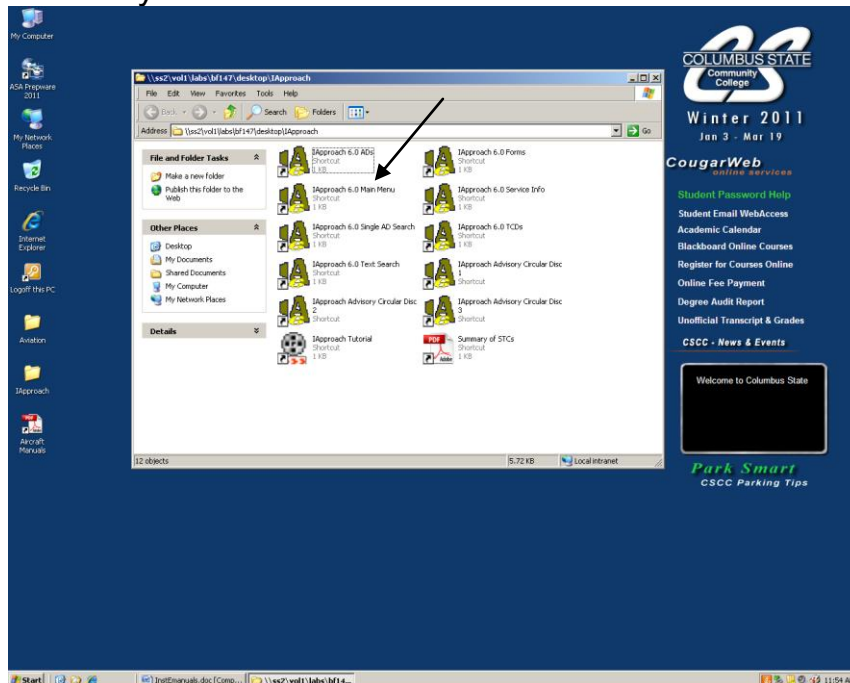 My Computer
ASA Prepware
2011
My Network
Places
Recycle Bin
Internet
Explorer
Logoff this PC
Aviation
IApproach
Aircraft
Manuals
\\ss2\vol1\labs\bf147\desktop\IApproach
File Edit View Favorites Tools Help
Back Search Folders
Address \\ss2\vol1\labs\bf147\desktop\IApproach Go
File and Folder Tasks
Make a new folder
Publish this folder to the
Web
Other Places
Desktop
My Documents
Shared Documents
My Computer
My Network Places
Details
IApproach 6.0 ADs
Shortcut
1 KB
IApproach 6.0 Forms
Shortcut
1 KB
IApproach 6.0 Main Menu
Shortcut
1 KB
IApproach 6.0 Service Info
Shortcut
1 KB
IApproach 6.0 Single AD Search
Shortcut
1 KB
IApproach 6.0 TCDs
Shortcut
1 KB
IApproach 6.0 Text Search
Shortcut
1 KB
IApproach Advisory Circular Disc
1
Shortcut
IApproach Advisory Circular Disc
2
Shortcut
IApproach Advisory Circular Disc
3
Shortcut
IApproach Tutorial
Shortcut
1 KB
PDF
Adobe
Summary of STCs
Shortcut
1 KB
12 objects 5.72 KB Local intranet
COLUMBUS STATE
Community
College
Winter 2011
Jan 3 - Mar 19
CougarWeb
online services
Student Password Help
Student Email WebAccess
Academic Calendar
Blackboard Online Courses
Register for Courses Online
Online Fee Payment
Degree Audit Report
Unofficial Transcript & Grades
CSCC - News & Events
Welcome to Columbus State
Park Smart
CSCC Parking Tips
Start InstEmanuals.doc [Comp... \\ss2\vol1\labs\bf14... 11:54 A